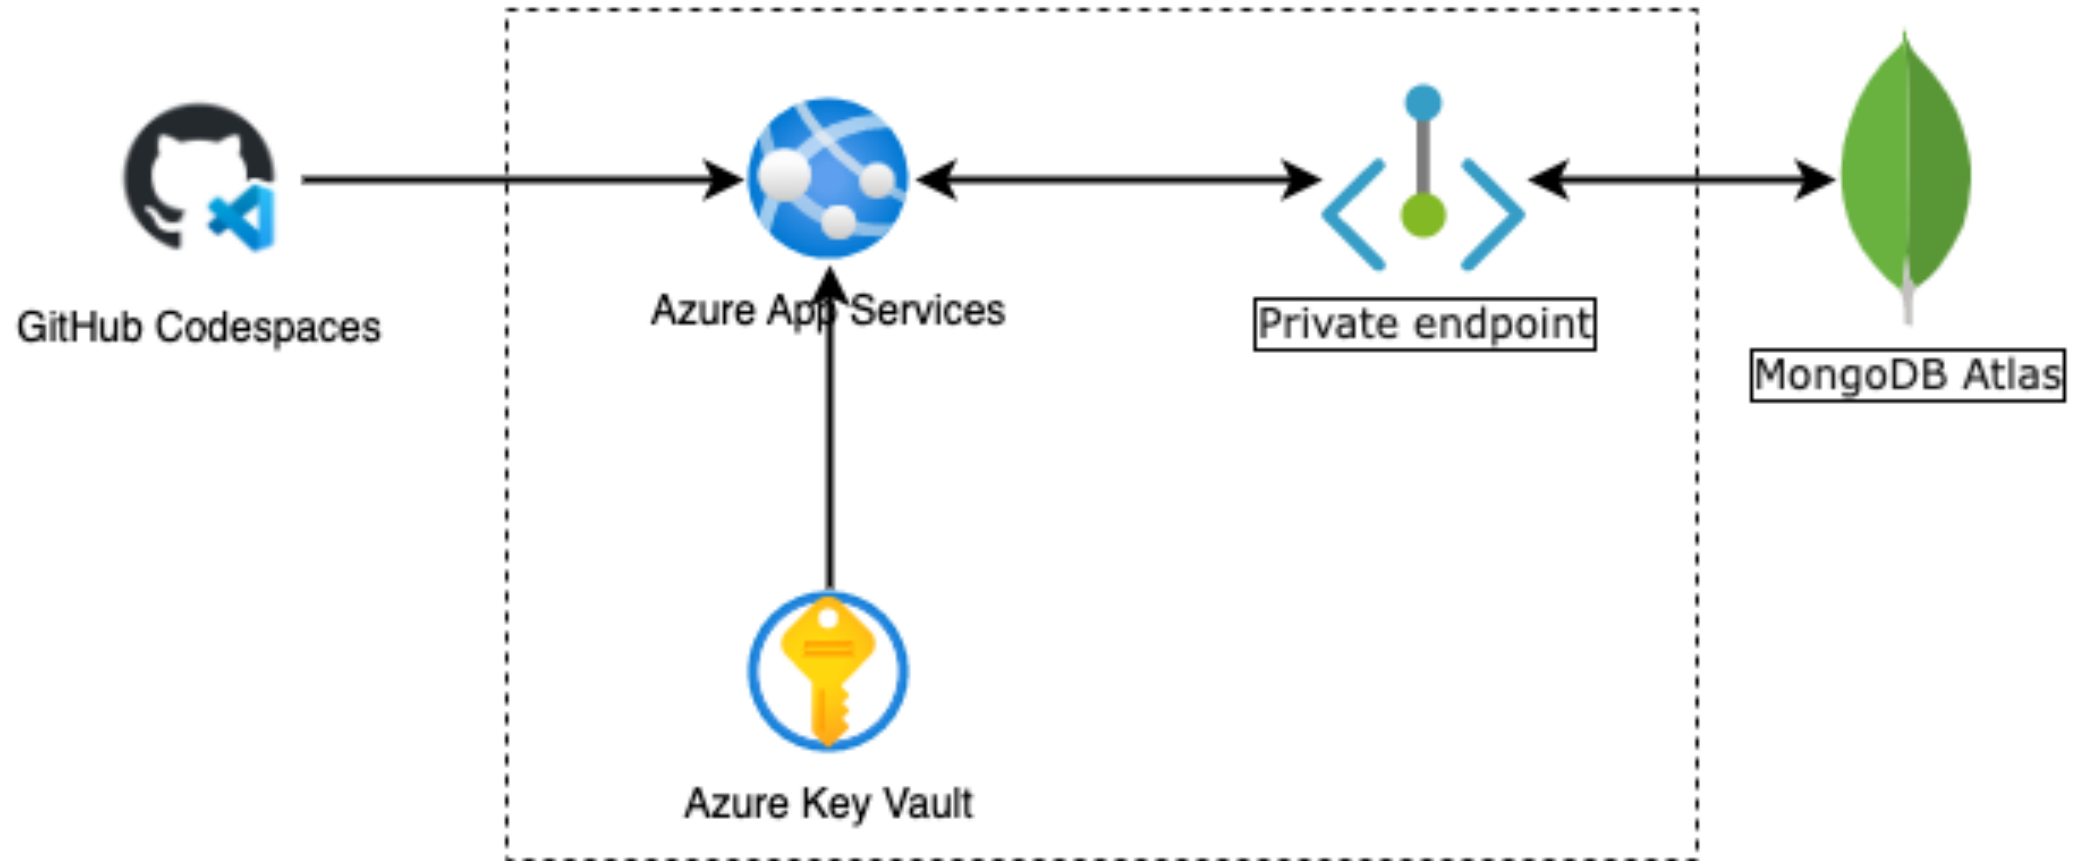 GitHub Codespaces
Azure App Services
Private endpoint
MongoDB Atlas
Azure Key Vault